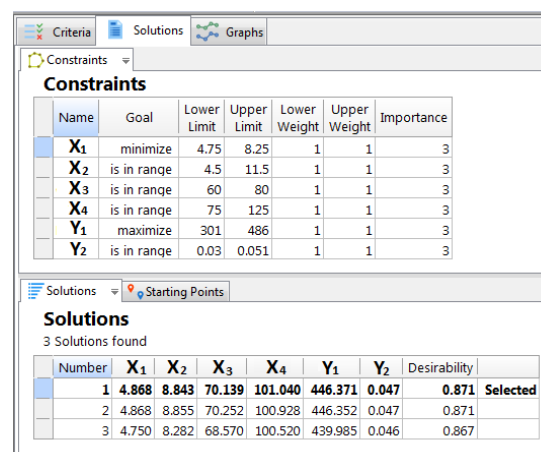 Criteria Solutions Graphs
Constraints
Constraints
Name Goal Lower Limit Upper Limit Lower Weight Upper Weight Importance
X₁ minimize 4.75 8.25 1 1 3
X₂ is in range 4.5 11.5 1 1 3
X₃ is in range 60 80 1 1 3
X₄ is in range 75 125 1 1 3
Y₁ maximize 301 486 1 1 3
Y₂ is in range 0.03 0.051 1 1 3
Solutions Starting Points
Solutions
3 Solutions found
Number X₁ X₂ X₃ X₄ Y₁ Y₂ Desirability
1 4.868 8.843 70.139 101.040 446.371 0.047 0.871 Selected
2 4.868 8.855 70.252 100.928 446.352 0.047 0.871
3 4.750 8.282 68.570 100.520 439.985 0.046 0.867